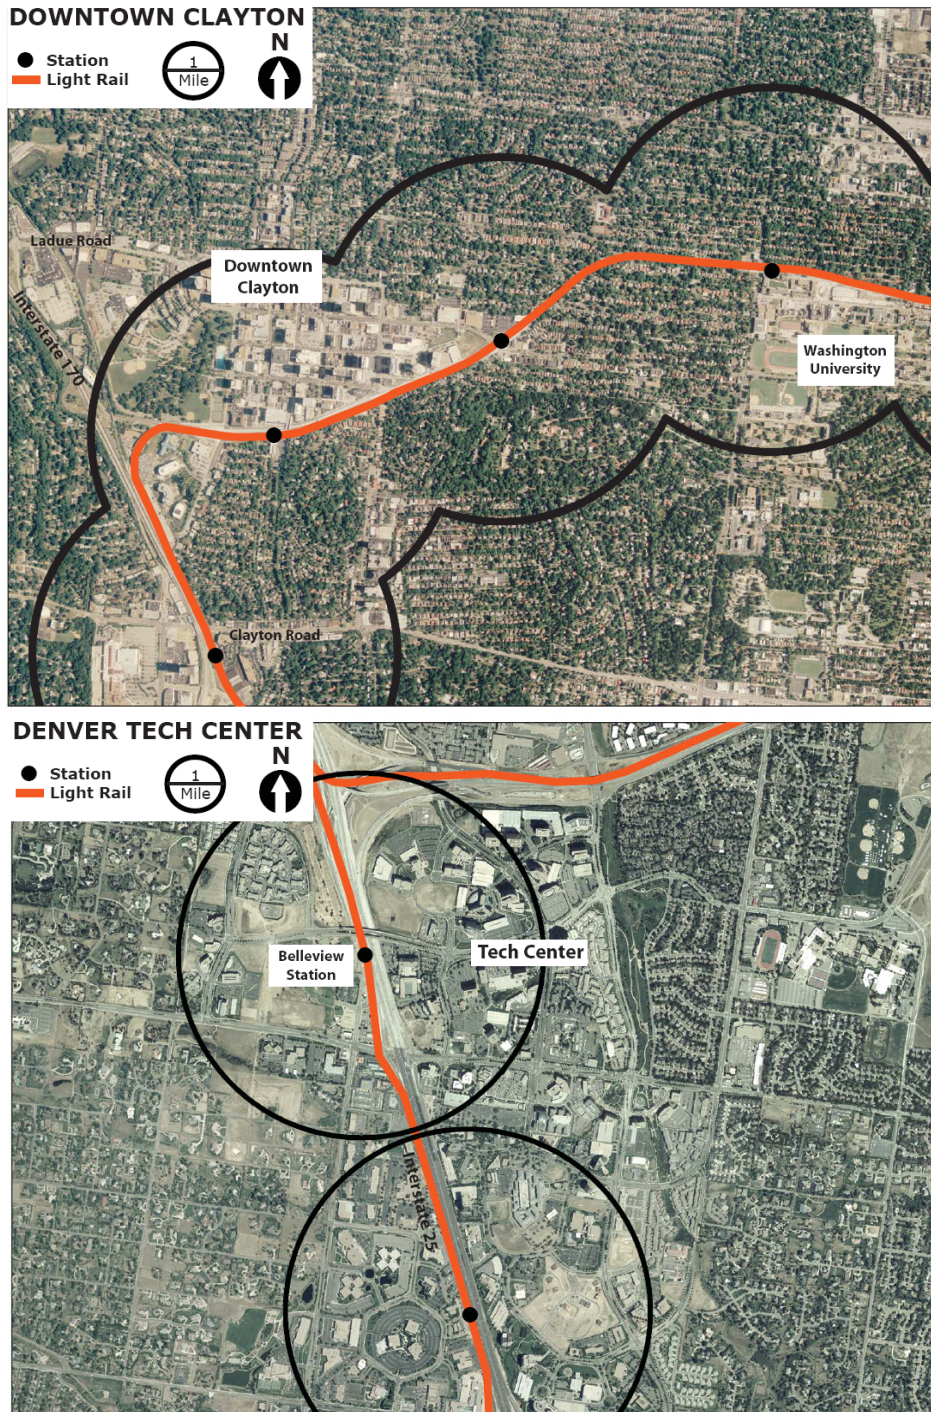 DOWNTOWN CLAYTON
N
Station
Light Rail
1
Mile
Ladue Road
Downtown
Clayton
Interstate 170
Washington
University
Clayton Road
DENVER TECH CENTER
N
Station
Light Rail
1
Mile
Belleview
Station
Tech Center
Interstate 25